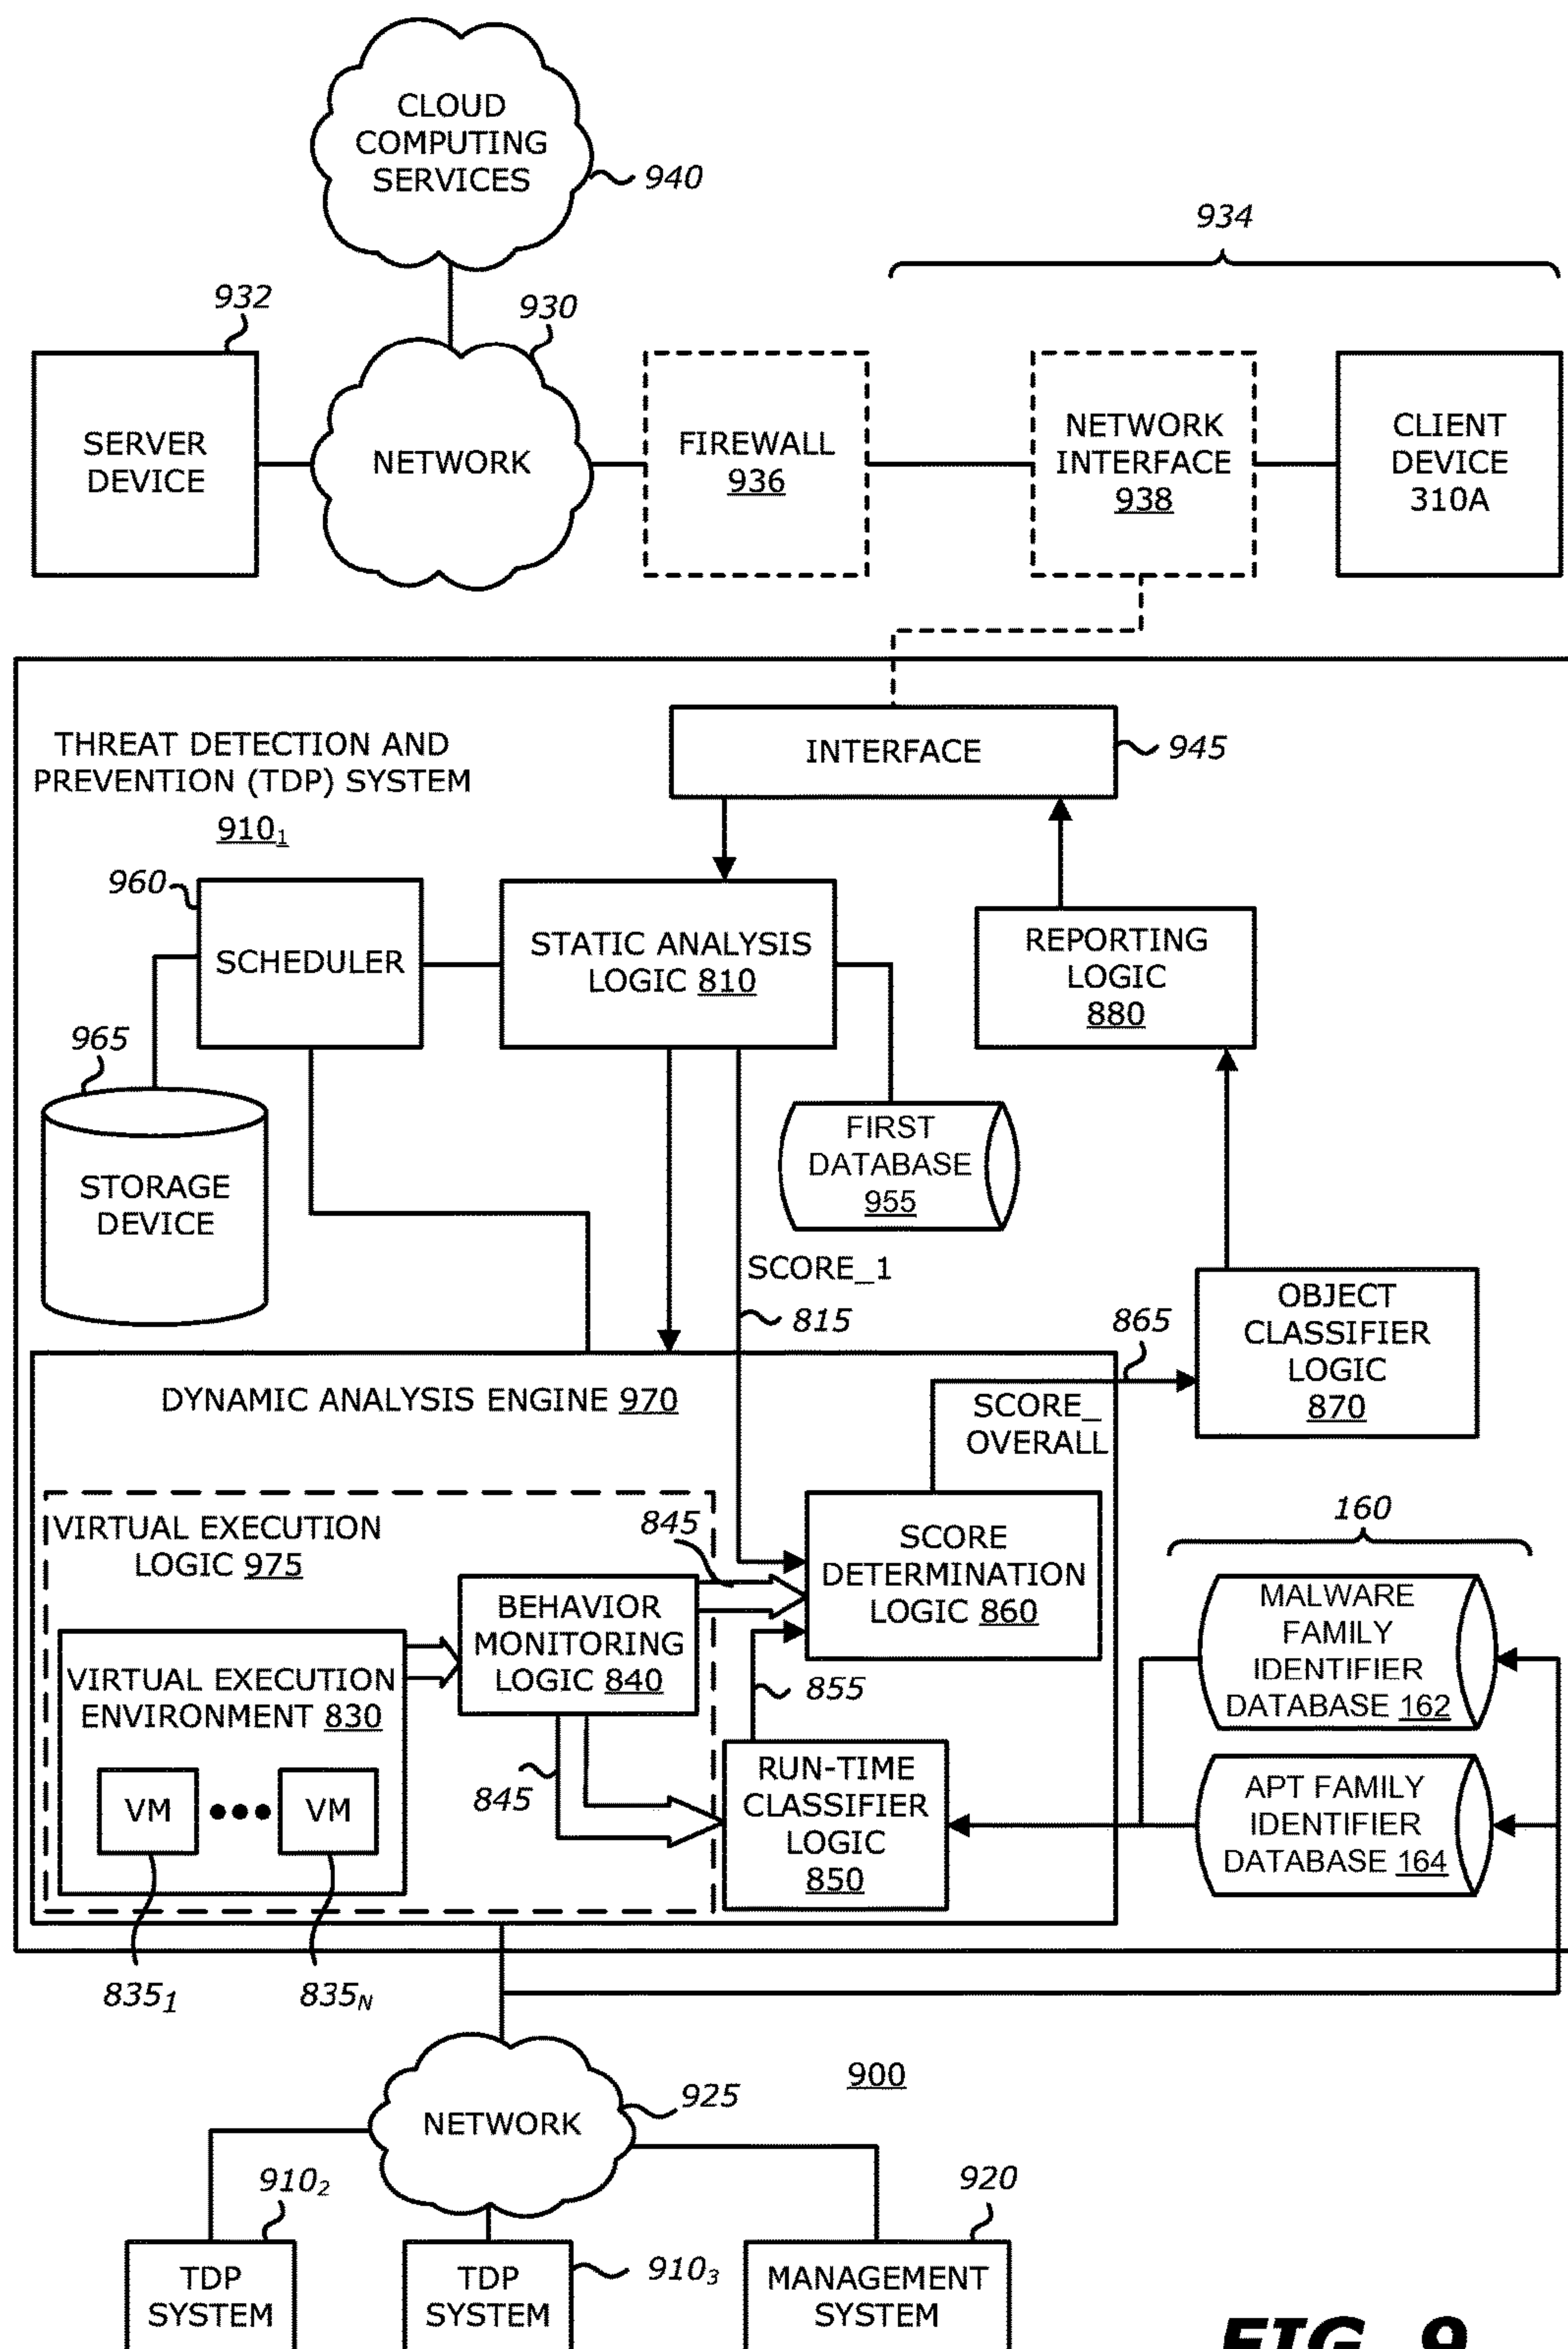 CLOUD
COMPUTING
SERVICES
940
934
932
930
SERVER
DEVICE
NETWORK
FIREWALL
936
NETWORK
INTERFACE
938
CLIENT
DEVICE
310A
THREAT DETECTION AND
PREVENTION (TDP) SYSTEM
910₁
INTERFACE
945
960
SCHEDULER
STATIC ANALYSIS
LOGIC 810
REPORTING
LOGIC
880
965
STORAGE
DEVICE
FIRST
DATABASE
955
SCORE_1
815
865
OBJECT
CLASSIFIER
LOGIC
870
DYNAMIC ANALYSIS ENGINE 970
SCORE_
OVERALL
VIRTUAL EXECUTION
LOGIC 975
845
SCORE
DETERMINATION
LOGIC 860
160
BEHAVIOR
MONITORING
LOGIC 840
MALWARE
FAMILY
IDENTIFIER
DATABASE 162
VIRTUAL EXECUTION
ENVIRONMENT 830
855
VM
VM
845
RUN-TIME
CLASSIFIER
LOGIC
850
APT FAMILY
IDENTIFIER
DATABASE 164
835₁
835N
900
NETWORK
925
910₂
920
TDP
SYSTEM
TDP
SYSTEM
910₃
MANAGEMENT
SYSTEM
FIG. 9